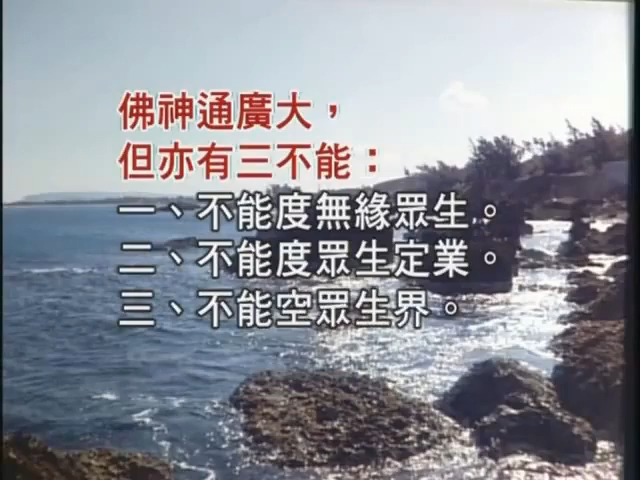 佛神通廣大，
但亦有三不能：
一、不能度無緣眾生。
二、不能度眾生定業。
三、不能空眾生界。